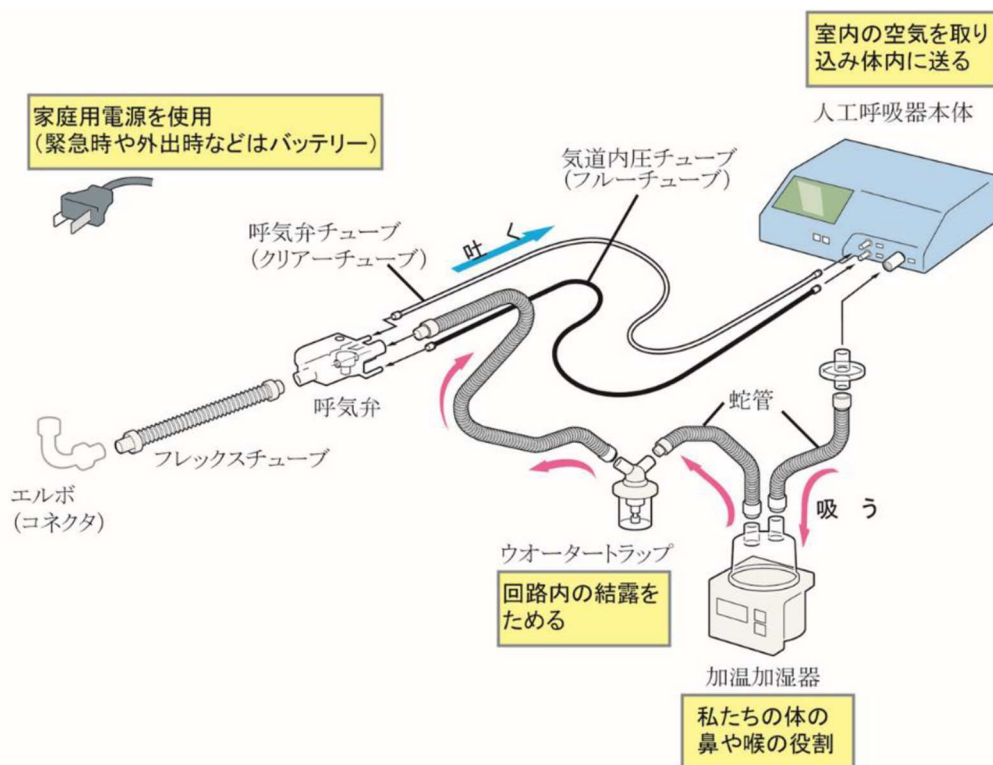 室内の空気を取り
込み体内に送る
人工呼吸器本体
家庭用電源を使用
(緊急時や外出時などはバッテリー)
気道内圧チューブ
(フルーチューブ)
呼気弁チューブ
(クリアーチューブ)
吐く
呼気弁
フレックスチューブ
エルボ
(コネクタ)
蛇管
吸う
ウオータートラップ
回路内の結露を
ためる
加温加湿器
私たちの体の
鼻や喉の役割